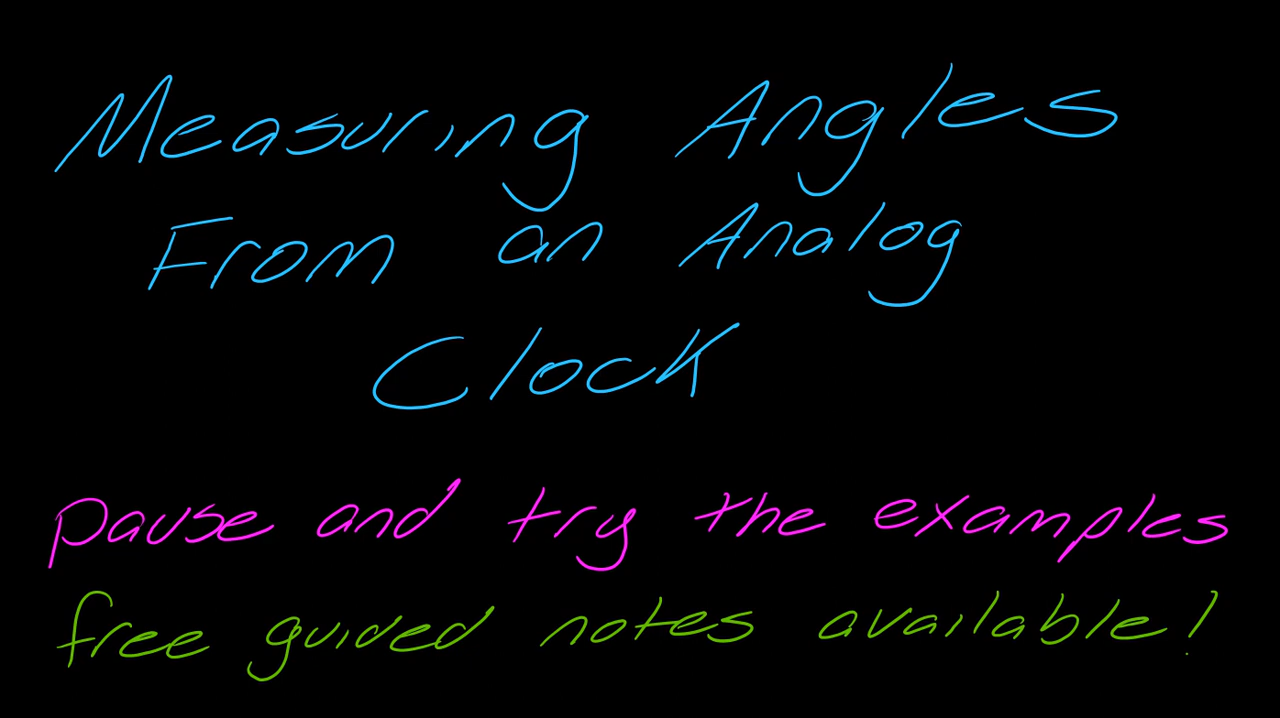 Measuring Angles
From an Analog
Clock
pause and try the examples
free guided notes available!